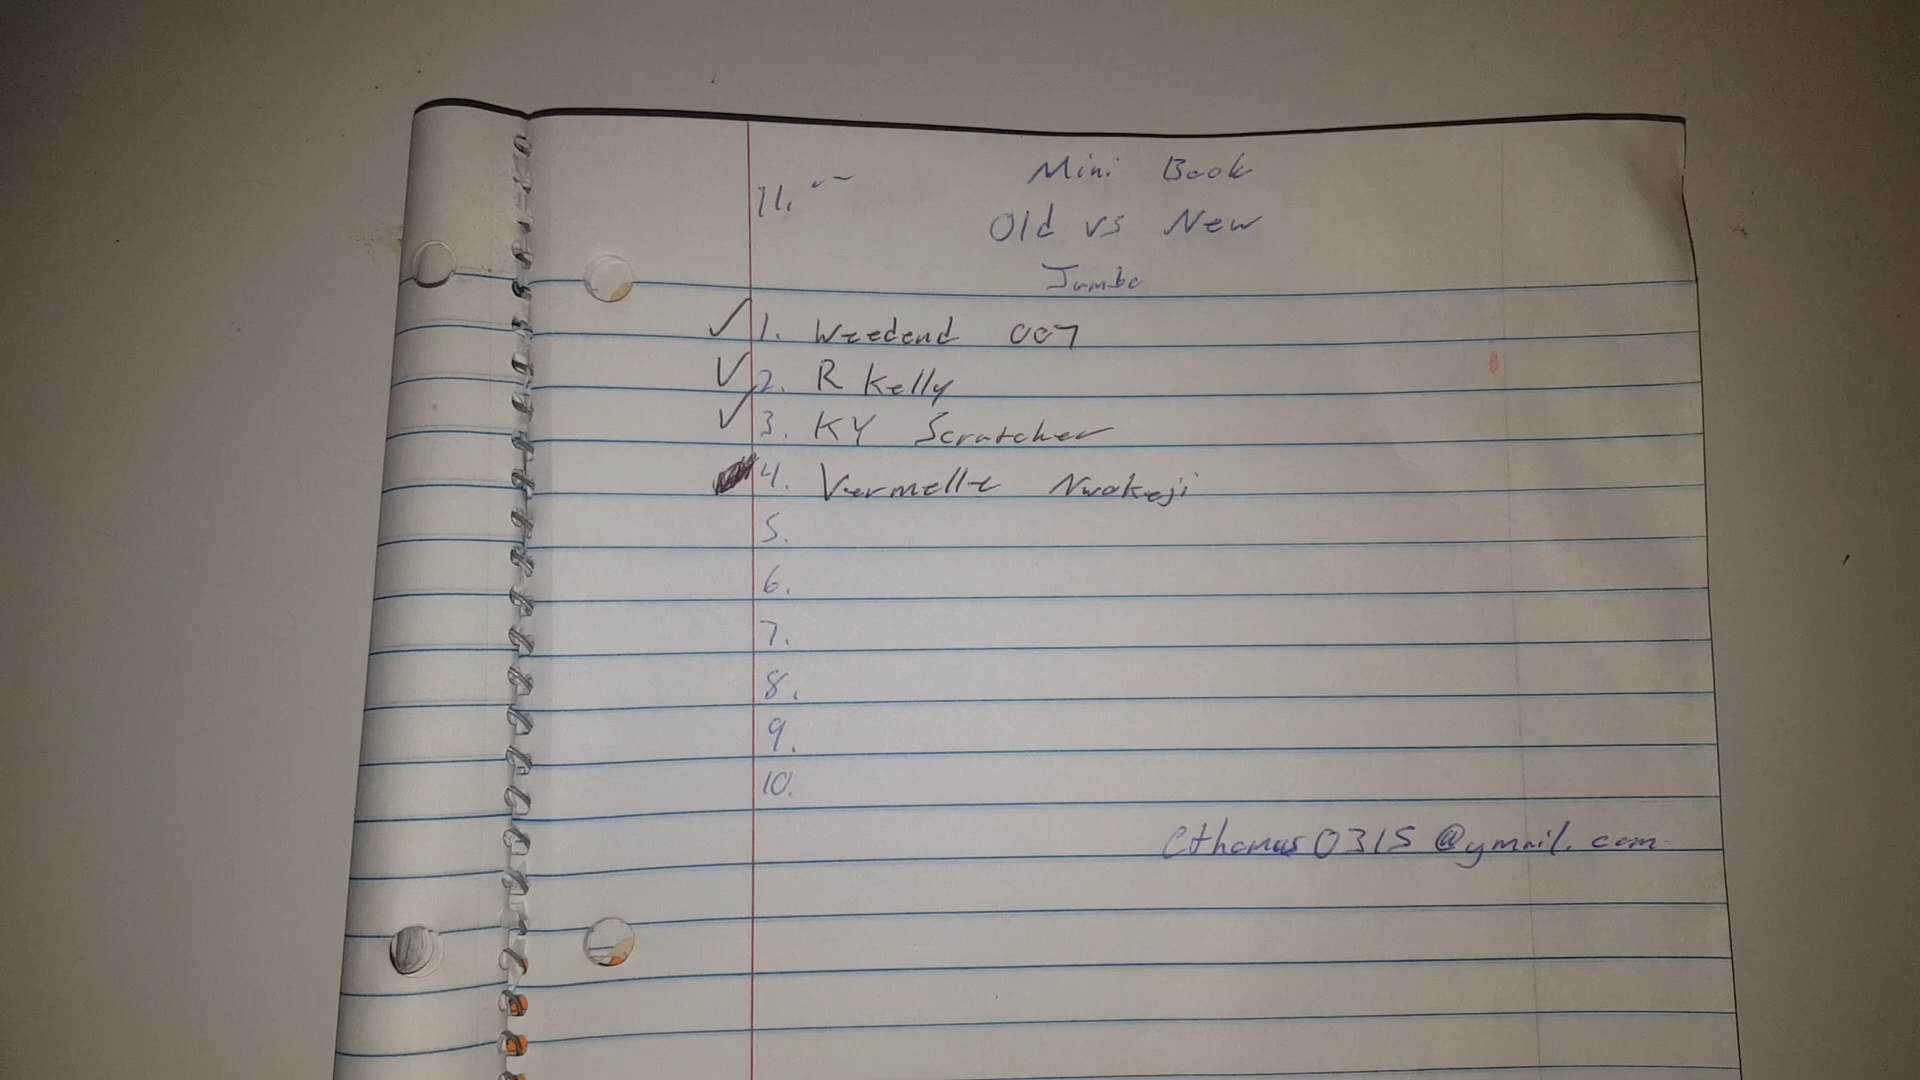 Mini Book
11.
Old vs New
Jumbo
✓ 1. Weedend 007
✓ 2. R Kelly
✓ 3. KY Scratcher
4. Vermelle Nwokeji
5.
6.
7.
8.
9.
10.
@gmail.com